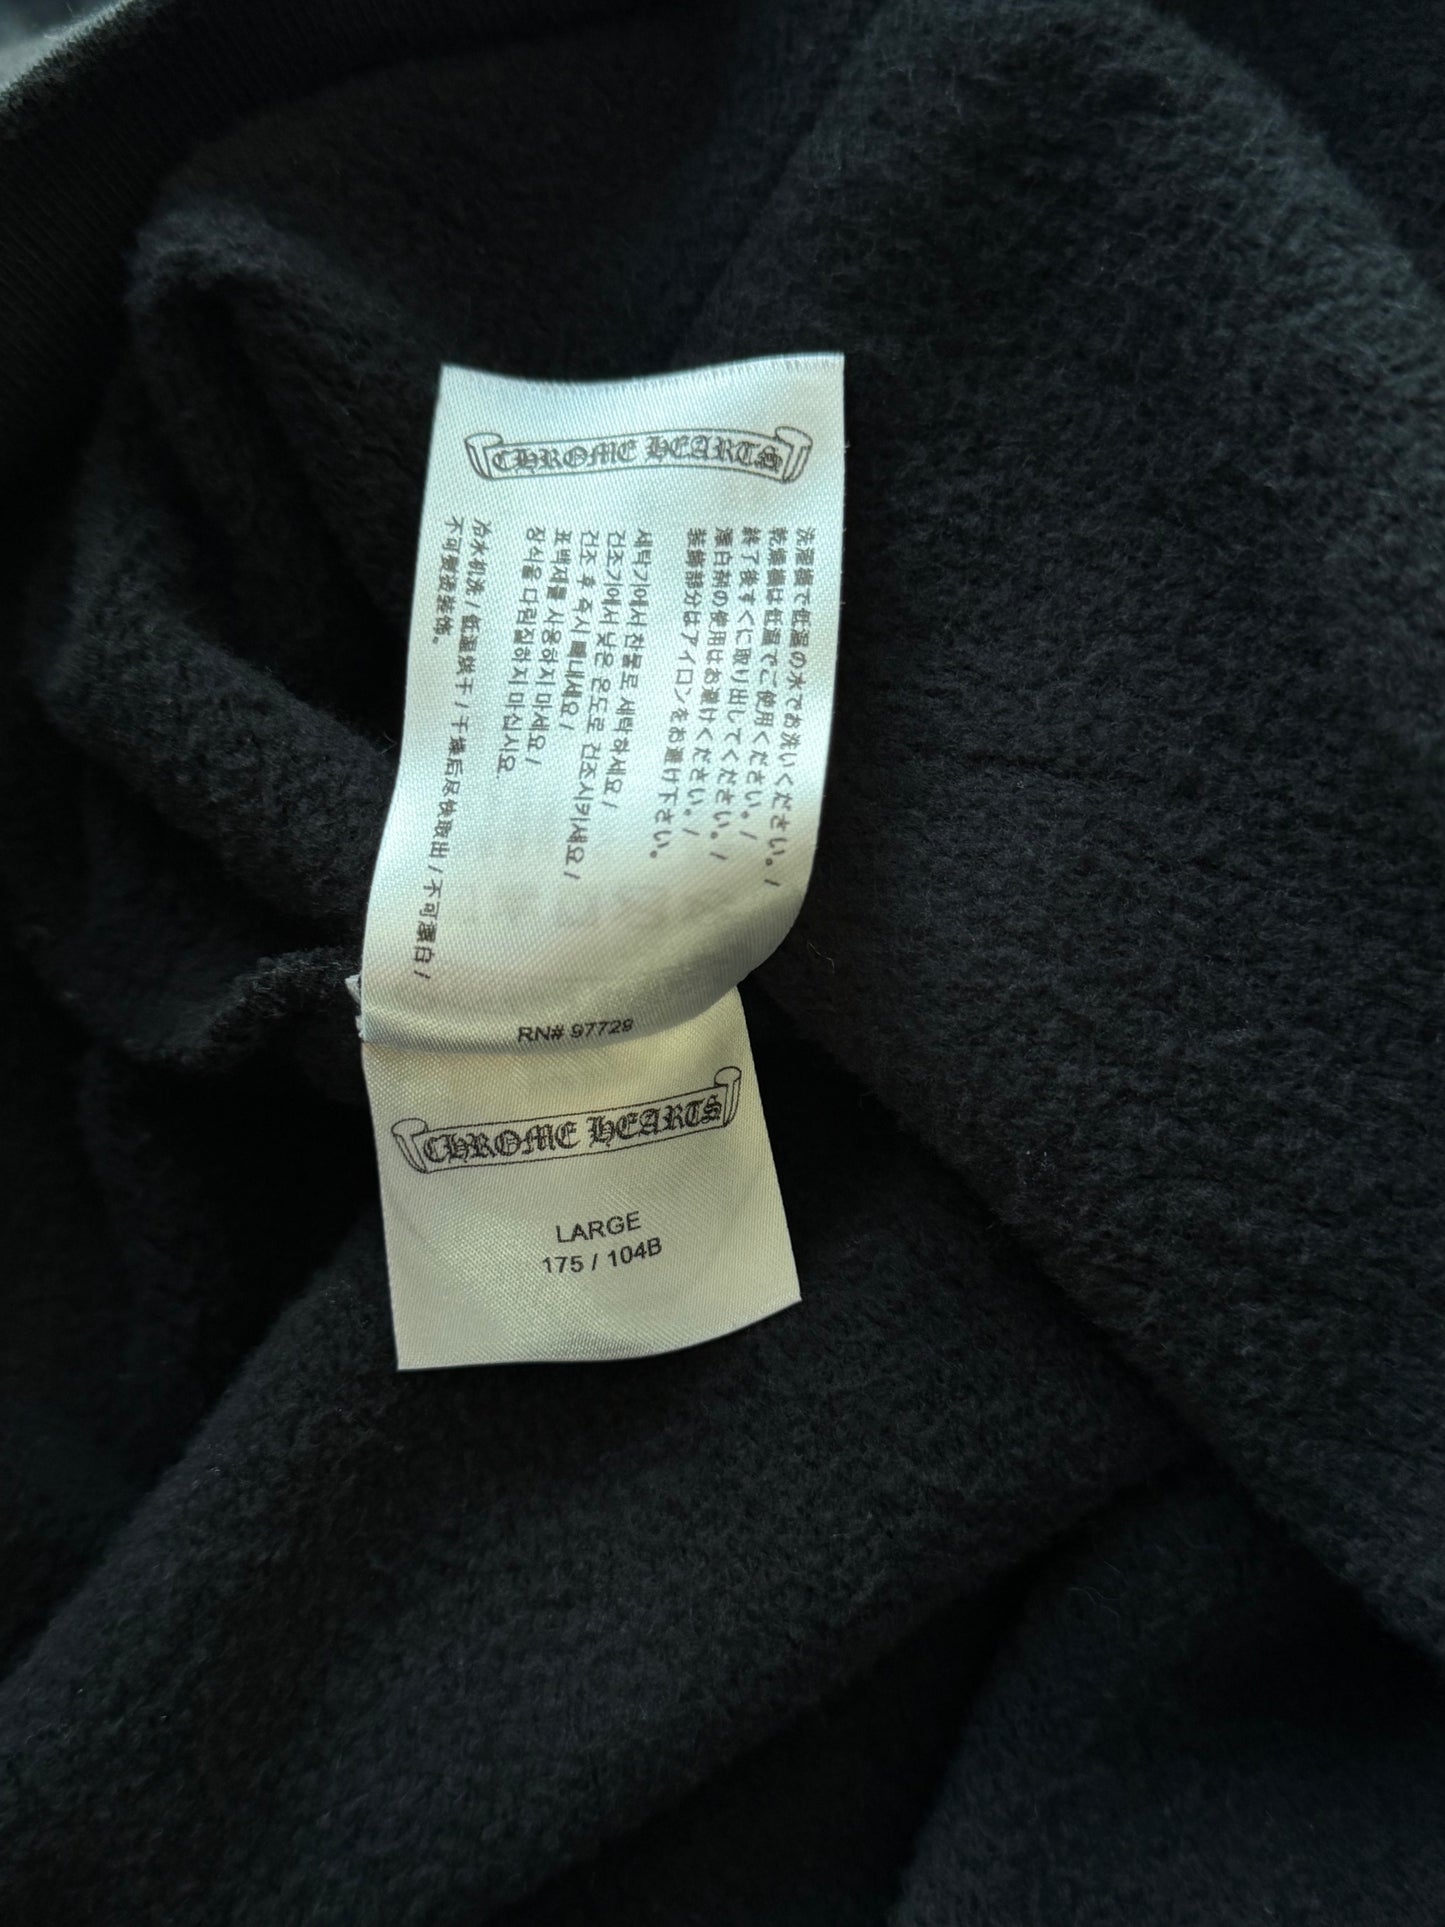 CHROME HEARTS
洗濯機で低温の水でお洗いください。/
乾燥機は低温でご使用ください。/
終了後すぐに取り出してください。/
漂白剤の使用はお避けください。/
装飾部分はアイロンをお避け下さい。
세탁기에서 찬물로 세탁하세요/
건조기에서 낮은 온도로 건조시키세요/
건조 후 즉시 꺼내세요/
표백제를 사용하지 마세요/
장식물 다림질하지 마십시오
冷水机洗/低温烘干/干燥后尽快取出/不可漂白/
不可熨烫装饰。
RN# 97729
CHROME HEARTS
LARGE
175 / 104B